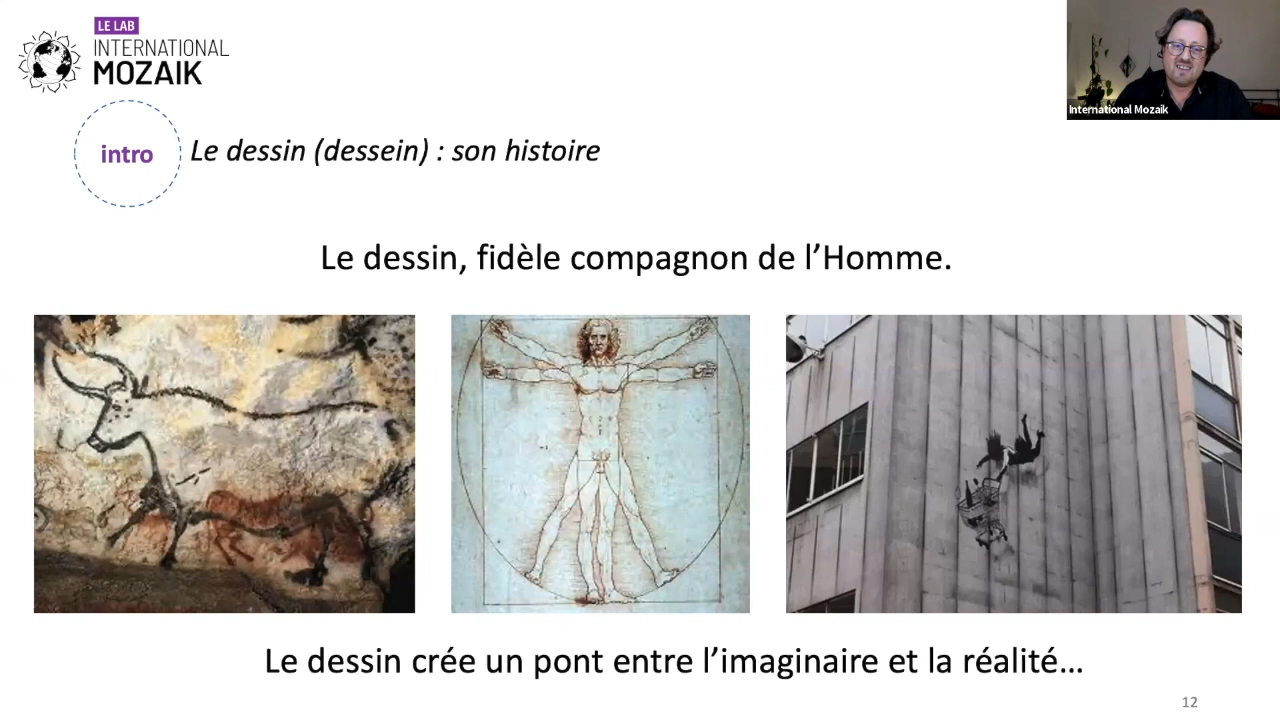 LE LAB
INTERNATIONAL
MOZAIK
International Mozaik
intro
Le dessin (dessein) : son histoire
Le dessin, fidèle compagnon de l’Homme.
Le dessin crée un pont entre l’imaginaire et la réalité…
12